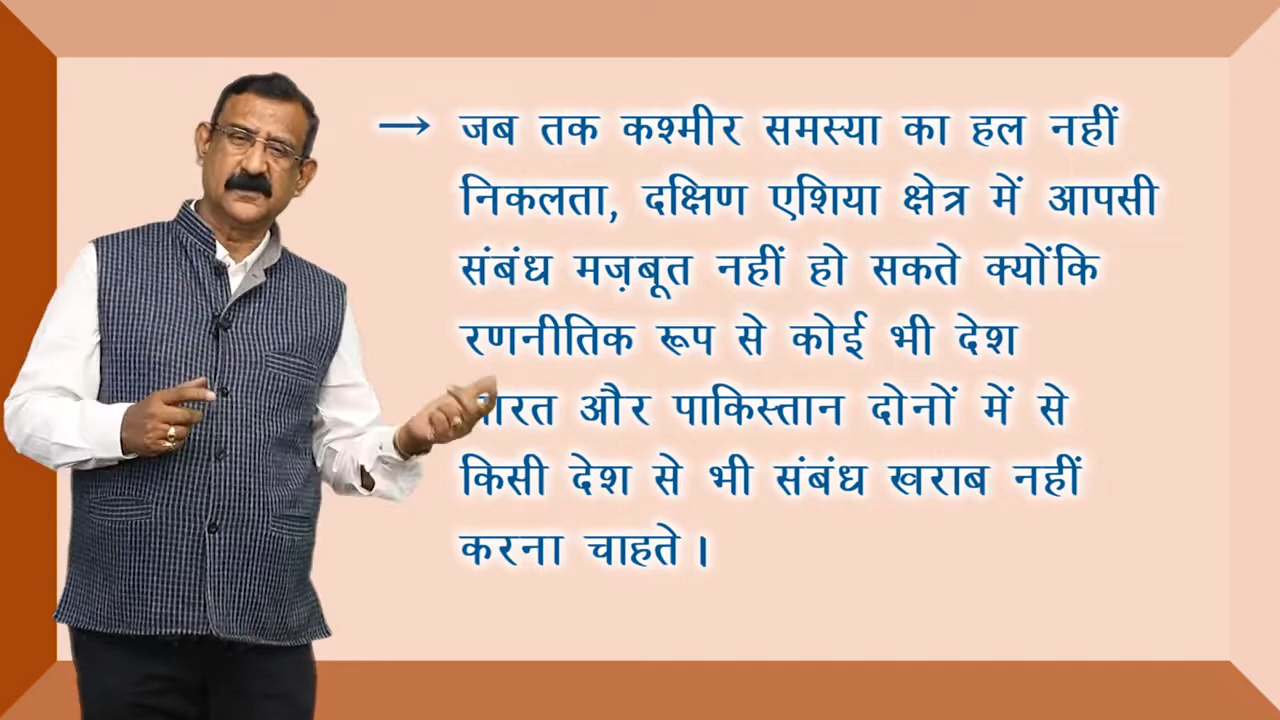 → जब तक कश्मीर समस्या का हल नहीं
निकलता, दक्षिण एशिया क्षेत्र में आपसी
संबंध मज़बूत नहीं हो सकते क्योंकि
रणनीतिक रूप से कोई भी देश
और पाकिस्तान दोनों में से
किसी देश से भी संबंध खराब नहीं
करना चाहते।